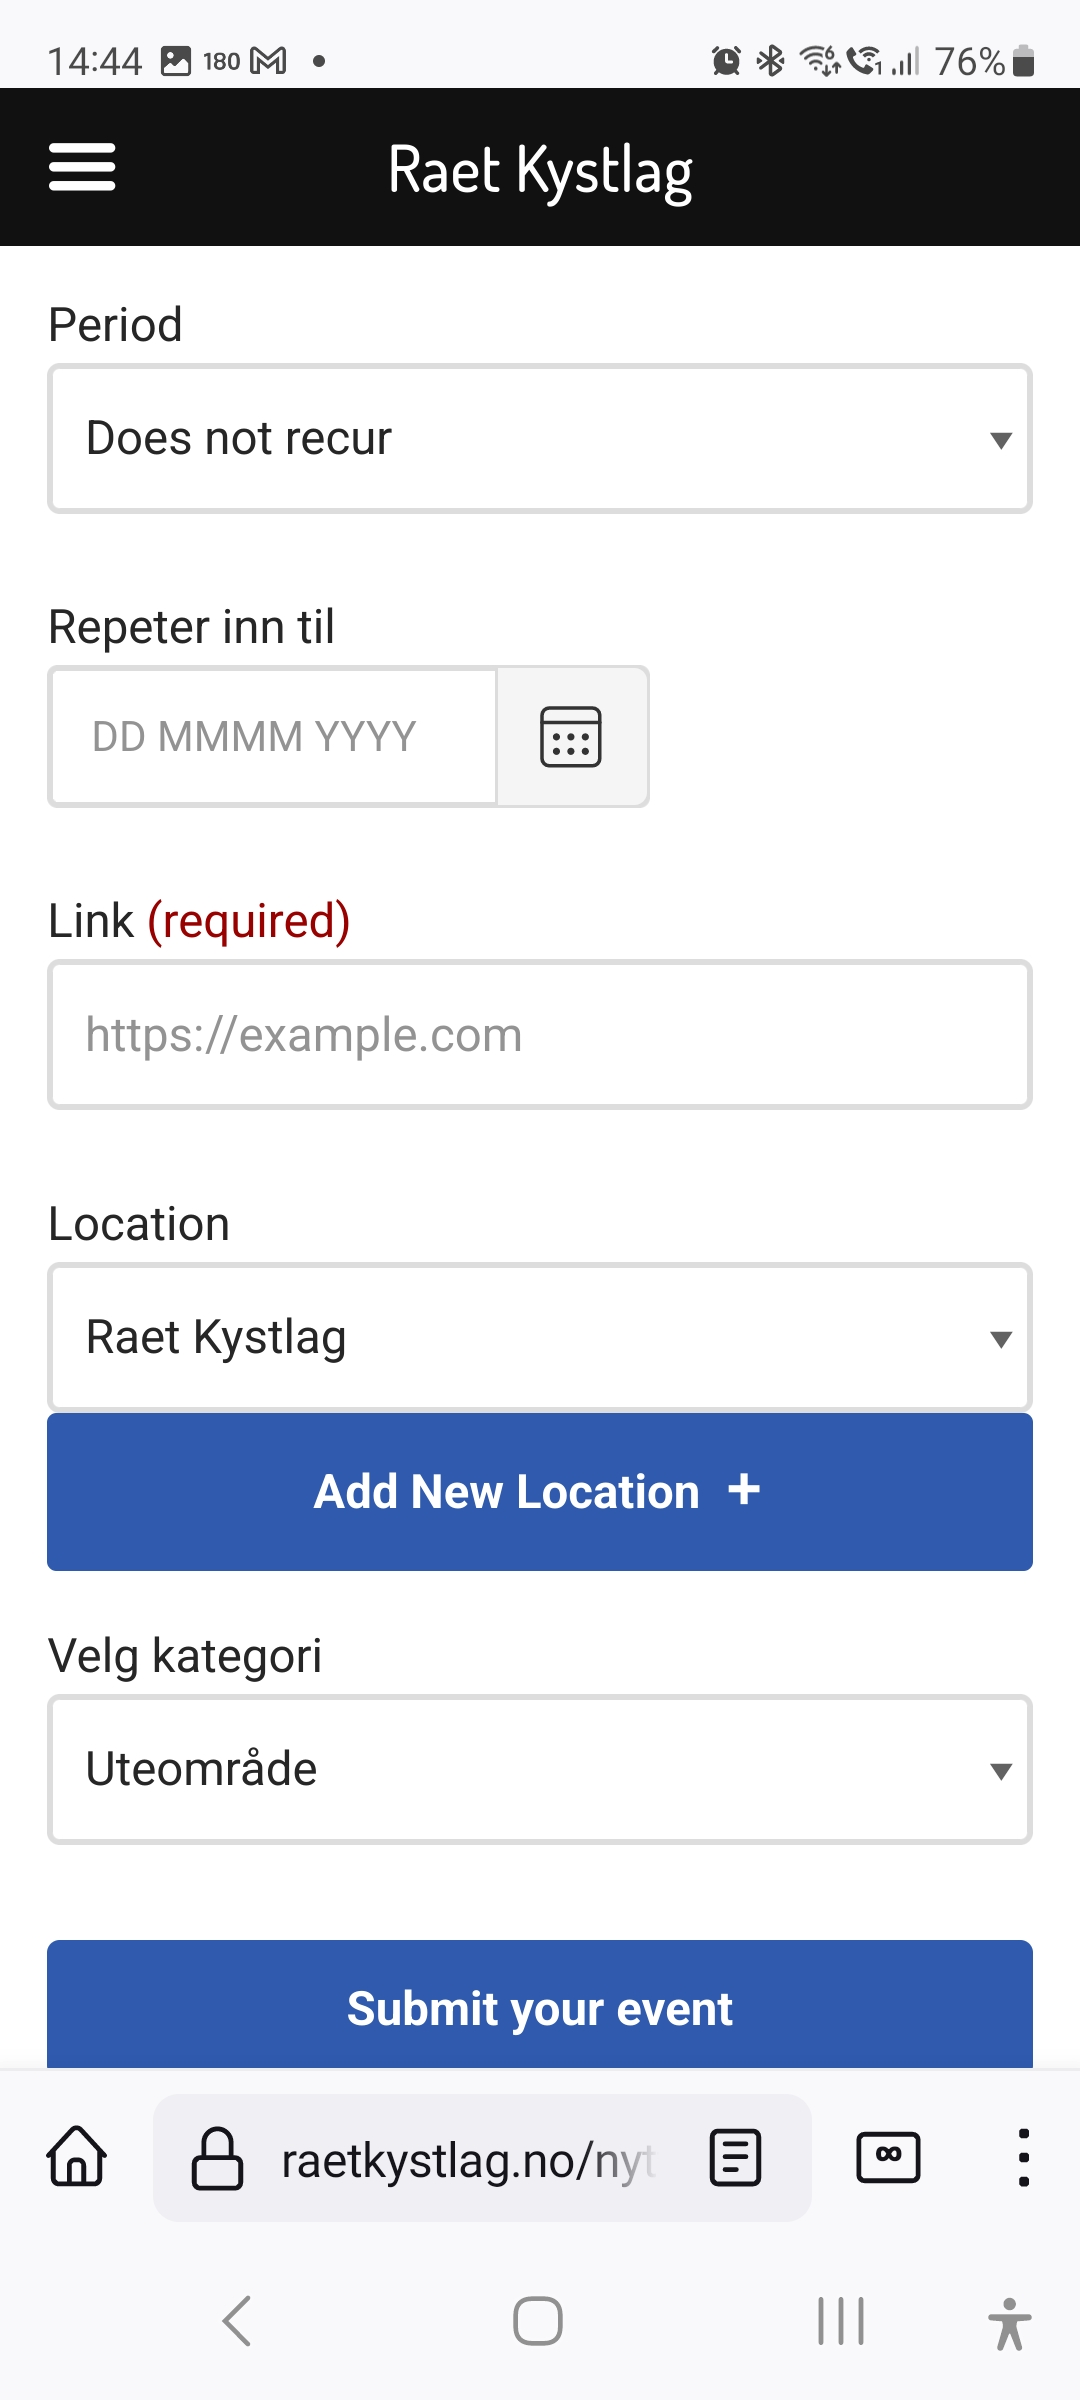 14:44 180 76%
Raet Kystlag
Period
Does not recur
Repeter inn til
DD MMMM YYYY
Link (required)
https://example.com
Location
Raet Kystlag
Add New Location +
Velg kategori
Uteområde
Submit your event
raetkystlag.no/nyt